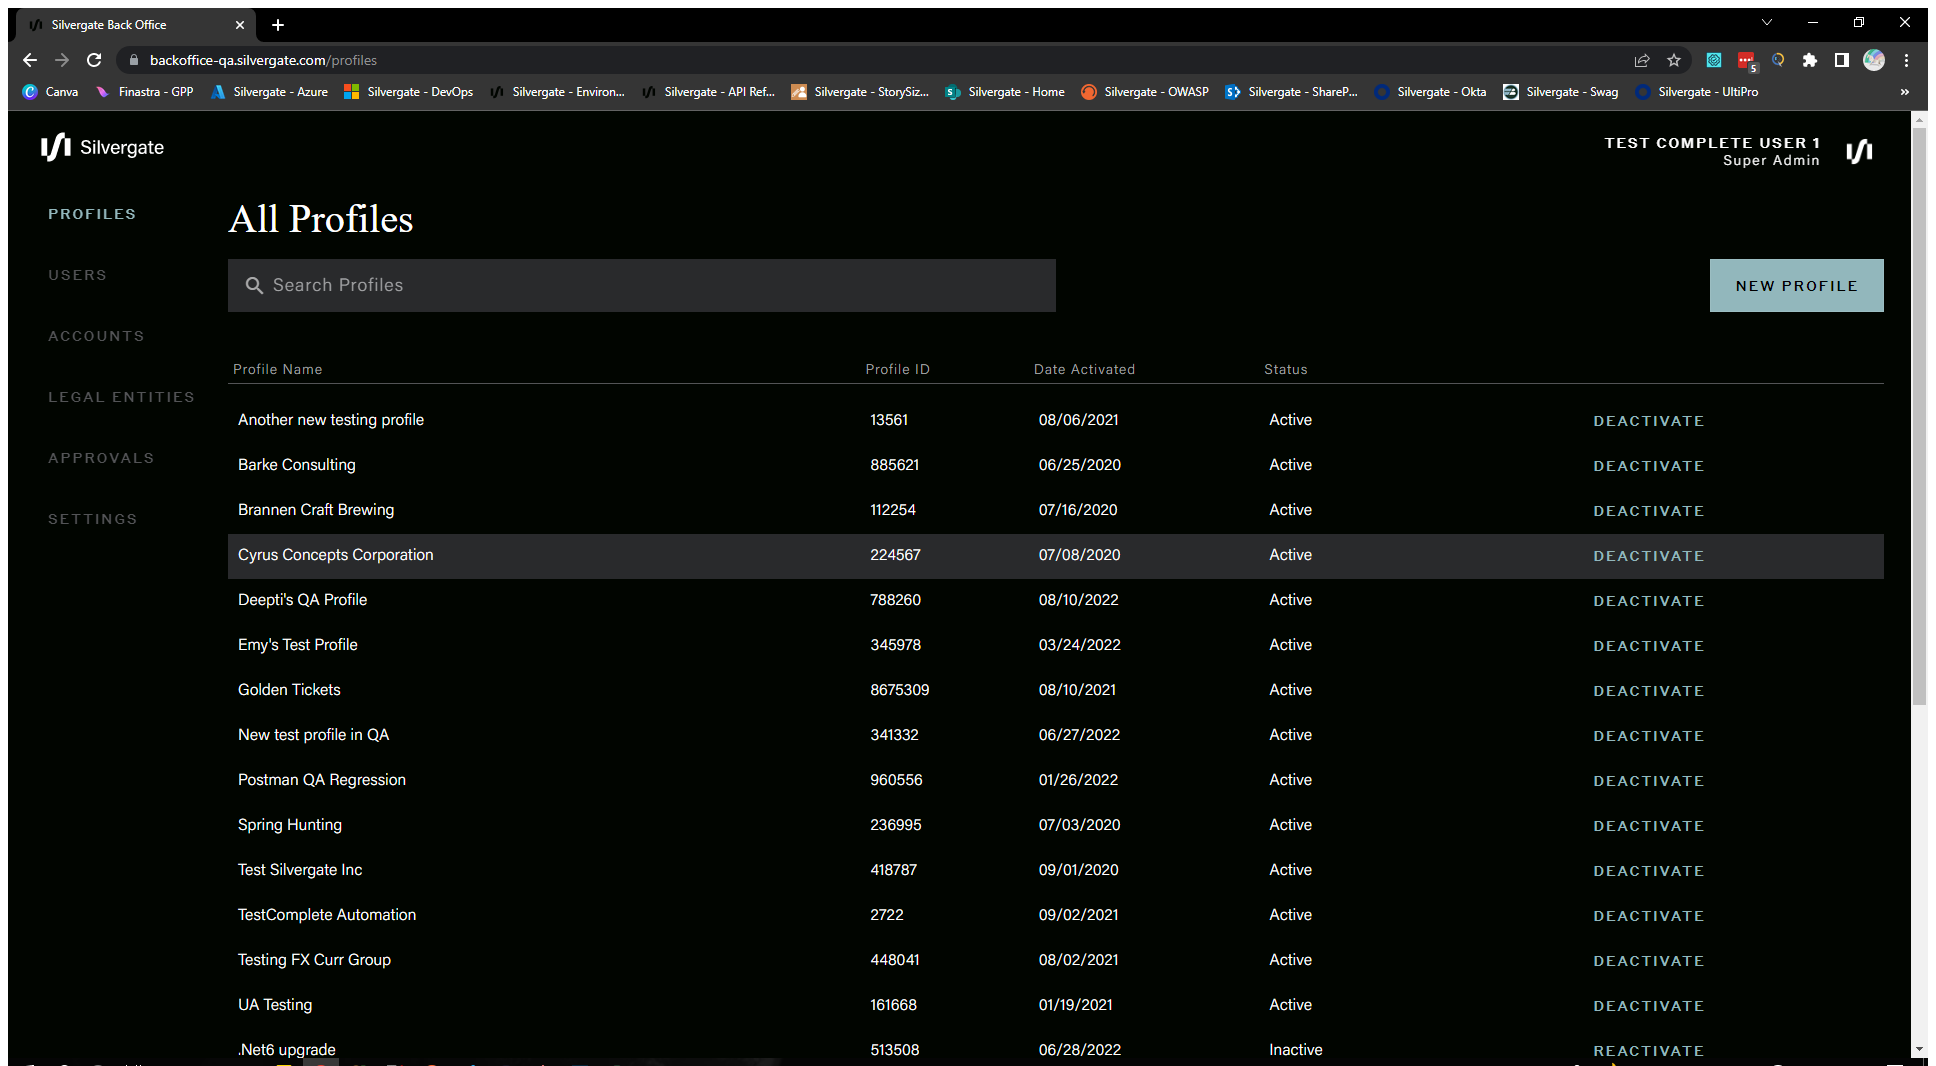 Silvergate Back Office
backoffice-qa.silvergate.com/profiles
5
Canva Finastra - GPP Silvergate - Azure Silvergate - DevOps Silvergate - Environ... Silvergate - API Ref... Silvergate - StorySiz... Silvergate - Home Silvergate - OWASP Silvergate - ShareP... Silvergate - Okta Silvergate - Swag Silvergate - UltiPro
Silvergate
TEST COMPLETE USER 1
Super Admin
PROFILES
USERS
ACCOUNTS
LEGAL ENTITIES
APPROVALS
SETTINGS
All Profiles
Search Profiles
NEW PROFILE
Profile Name Profile ID Date Activated Status
Another new testing profile 13561 08/06/2021 Active DEACTIVATE
Barke Consulting 885621 06/25/2020 Active DEACTIVATE
Brannen Craft Brewing 112254 07/16/2020 Active DEACTIVATE
Cyrus Concepts Corporation 224567 07/08/2020 Active DEACTIVATE
Deepti's QA Profile 788260 08/10/2022 Active DEACTIVATE
Emy's Test Profile 345978 03/24/2022 Active DEACTIVATE
Golden Tickets 8675309 08/10/2021 Active DEACTIVATE
New test profile in QA 341332 06/27/2022 Active DEACTIVATE
Postman QA Regression 960556 01/26/2022 Active DEACTIVATE
Spring Hunting 236995 07/03/2020 Active DEACTIVATE
Test Silvergate Inc 418787 09/01/2020 Active DEACTIVATE
TestComplete Automation 2722 09/02/2021 Active DEACTIVATE
Testing FX Curr Group 448041 08/02/2021 Active DEACTIVATE
UA Testing 161668 01/19/2021 Active DEACTIVATE
.Net6 upgrade 513508 06/28/2022 Inactive REACTIVATE